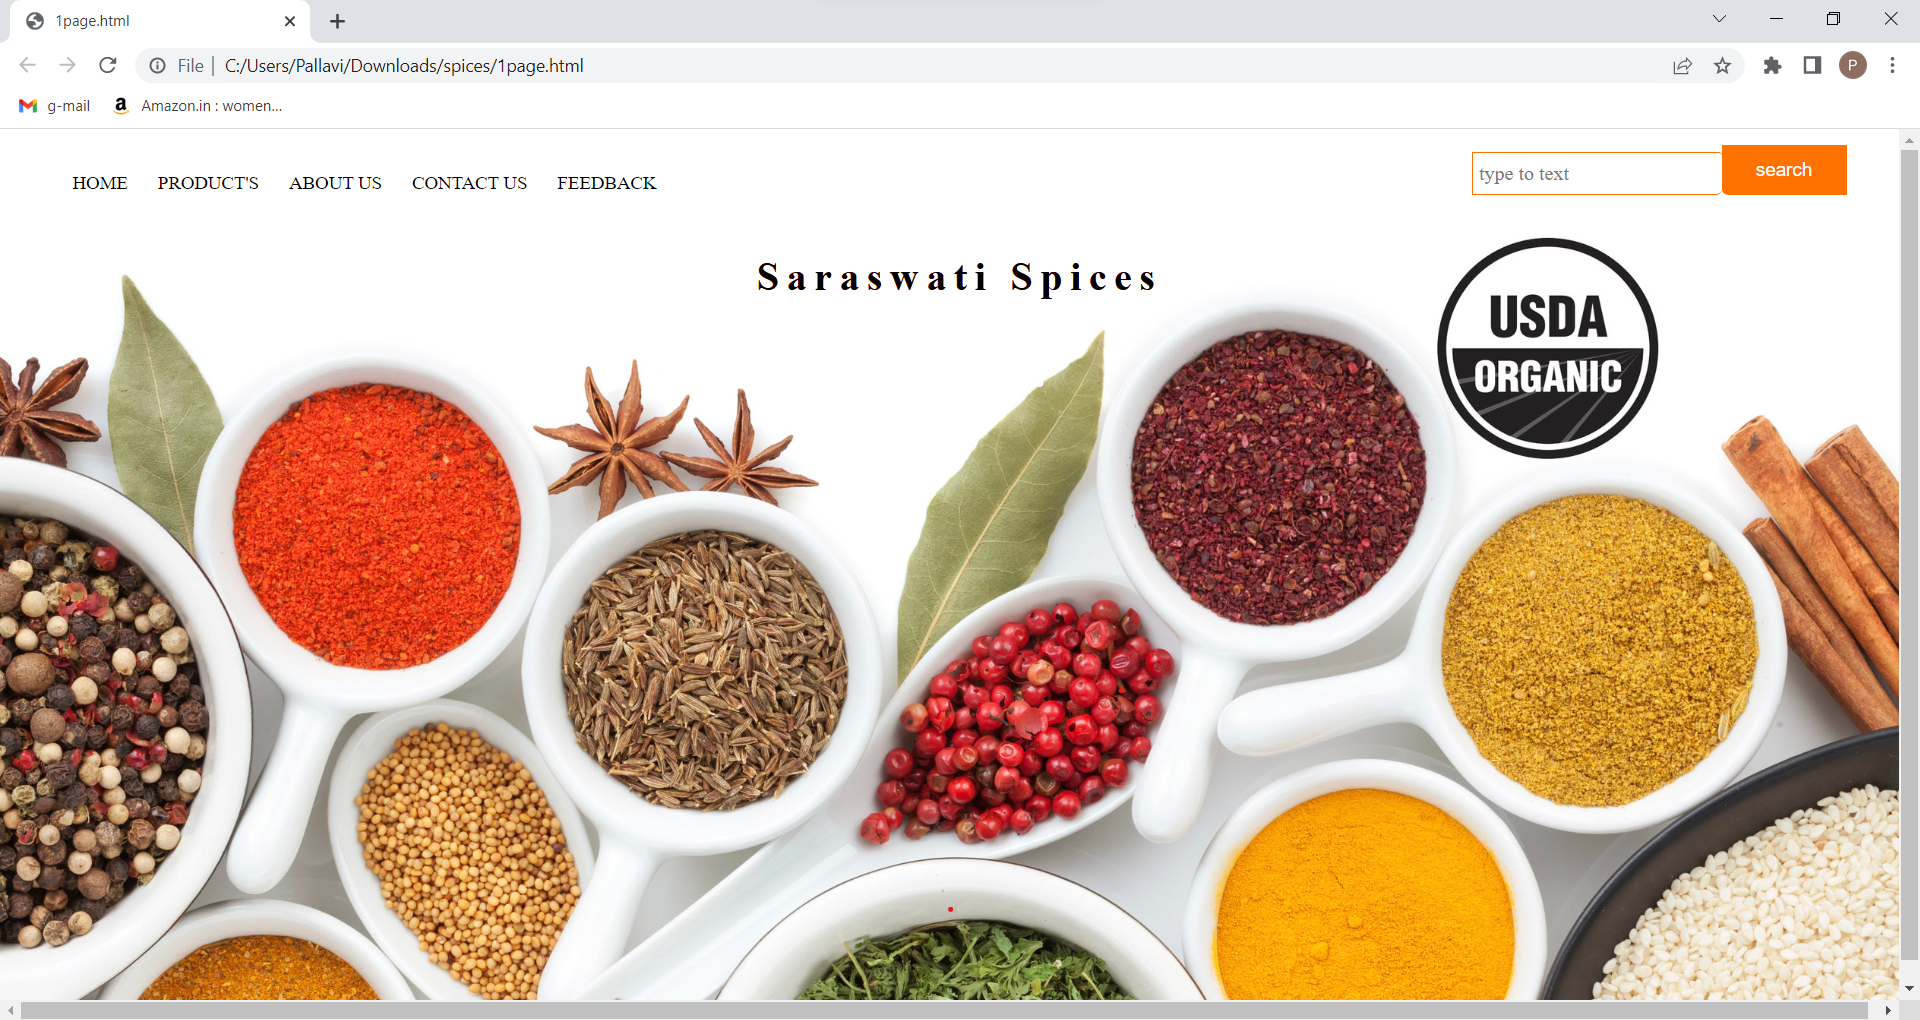 1page.html
File | C:/Users/Pallavi/Downloads/spices/1page.html
P
g-mail
a Amazon.in : women...
HOME PRODUCT'S ABOUT US CONTACT US FEEDBACK
type to text search
Saraswati Spices
USDA
ORGANIC